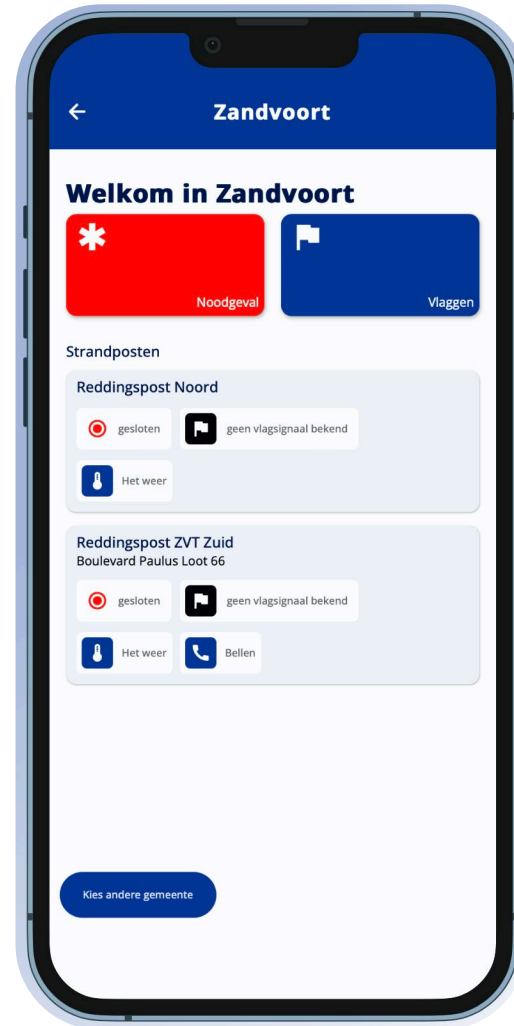 Zandvoort
Welkom in Zandvoort
Noodgeval
Vlaggen
Strandposten
Reddingspost Noord
gesloten
geen vlagsignaal bekend
Het weer
Reddingspost ZVT Zuid
Boulevard Paulus Loot 66
gesloten
geen vlagsignaal bekend
Het weer
Bellen
Kies andere gemeente